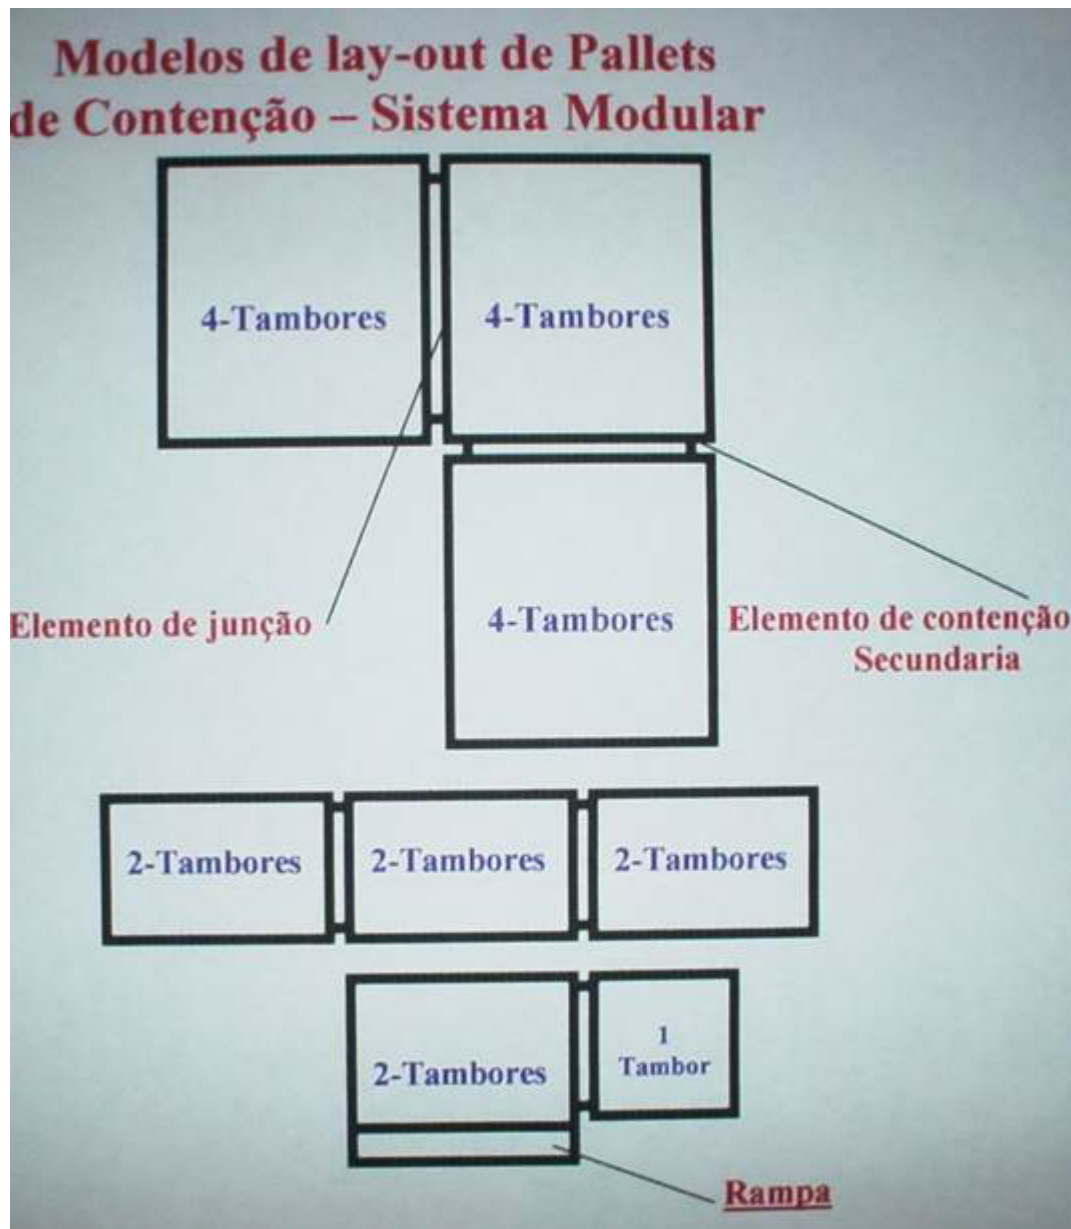 Modelos de lay-out de Pallets
de Contenção – Sistema Modular
4-Tambores
4-Tambores
Elemento de junção
4-Tambores
Elemento de contenção
Secundaria
2-Tambores
2-Tambores
2-Tambores
2-Tambores
1
Tambor
Rampa